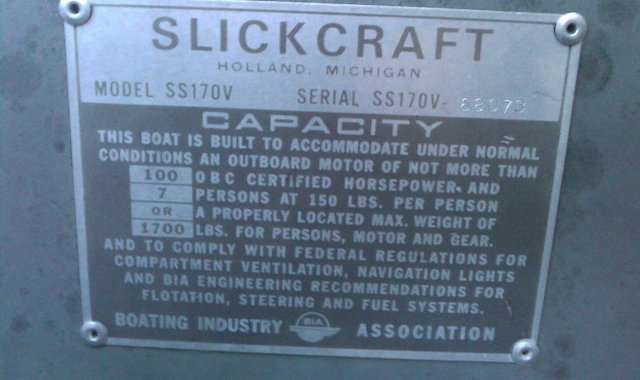 SLICKCRAFT
HOLLAND, MICHIGAN
MODEL SS170V SERIAL SS170V-
CAPACITY
THIS BOAT IS BUILT TO ACCOMMODATE UNDER NORMAL
CONDITIONS AN OUTBOARD MOTOR OF NOT MORE THAN
100 OBC CERTIFIED HORSEPOWER AND
7 PERSONS AT 150 LBS. PER PERSON
OR A PROPERLY LOCATED MAX. WEIGHT OF
1700 LBS. FOR PERSONS, MOTOR AND GEAR.
AND TO COMPLY WITH FEDERAL REGULATIONS FOR
COMPARTMENT VENTILATION, NAVIGATION LIGHTS
AND BIA ENGINEERING RECOMMENDATIONS FOR
FLOTATION, STEERING AND FUEL SYSTEMS.
BOATING INDUSTRY BIA ASSOCIATION